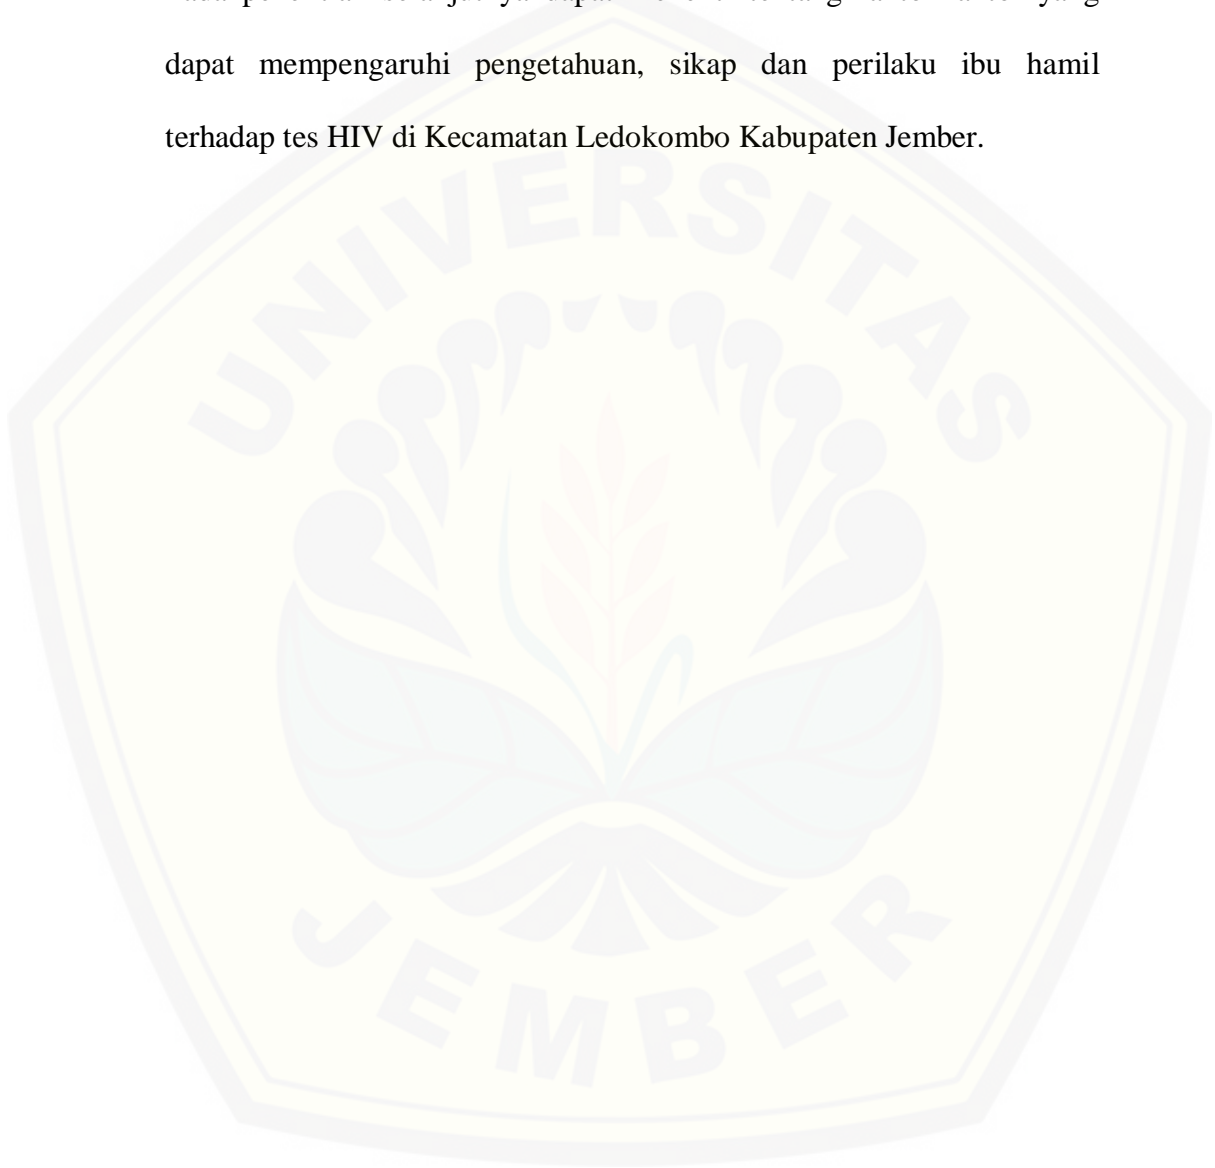 dapat mempengaruhi pengetahuan, sikap dan perilaku ibu hamil
terhadap tes HIV di Kecamatan Ledokombo Kabupaten Jember.
UNIVERSITAS
JEMBER